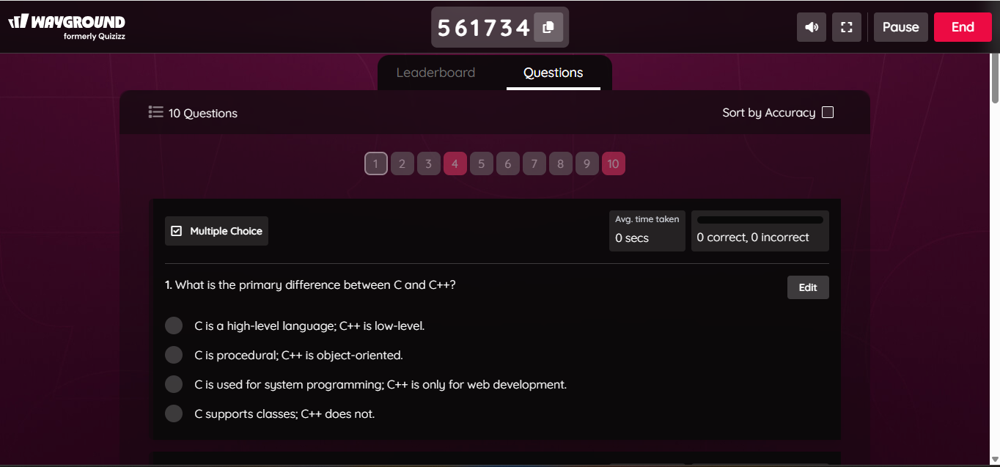 WAYGROUND
formerly Quizizz
561734
Pause
End
Leaderboard
Questions
10 Questions
Sort by Accuracy
1 2 3 4 5 6 7 8 9 10
Multiple Choice
Avg. time taken
0 secs
0 correct, 0 incorrect
1. What is the primary difference between C and C++?
Edit
C is a high-level language; C++ is low-level.
C is procedural; C++ is object-oriented.
C is used for system programming; C++ is only for web development.
C supports classes; C++ does not.